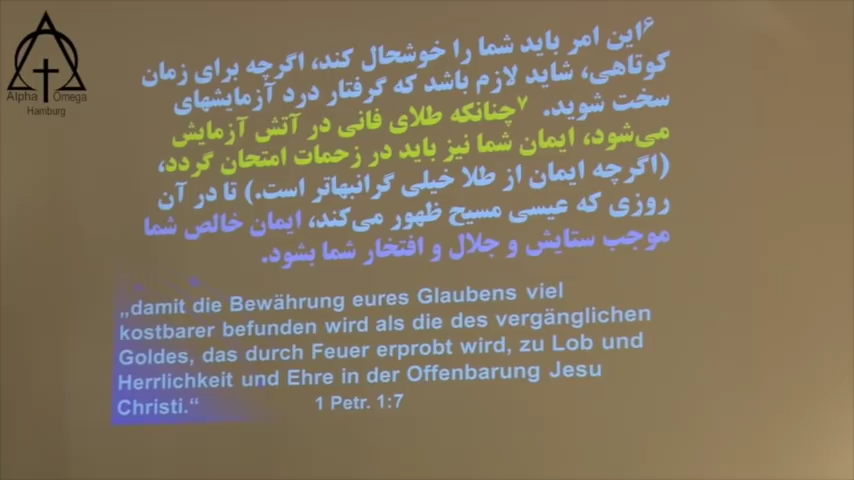 Alpha Omega
Hamburg
۶این امر باید شما را خوشحال کند، اگرچه برای زمان
کوتاهی، شاید لازم باشد که گرفتار درد آزمایشهای
سخت شوید. ۷چنانکه طلای فانی در آتش آزمایش
می‌شود، ایمان شما نیز باید در زحمات امتحان گردد،
(اگرچه ایمان از طلا خیلی گرانبهاتر است.) تا در آن
روزی که عیسی مسیح ظهور می‌کند، ایمان خالص شما
موجب ستایش و جلال و افتخار شما بشود.
„damit die Bewährung eures Glaubens viel
kostbarer befunden wird als die des vergänglichen
Goldes, das durch Feuer erprobt wird, zu Lob und
Herrlichkeit und Ehre in der Offenbarung Jesu
Christi.“ 1 Petr. 1:7